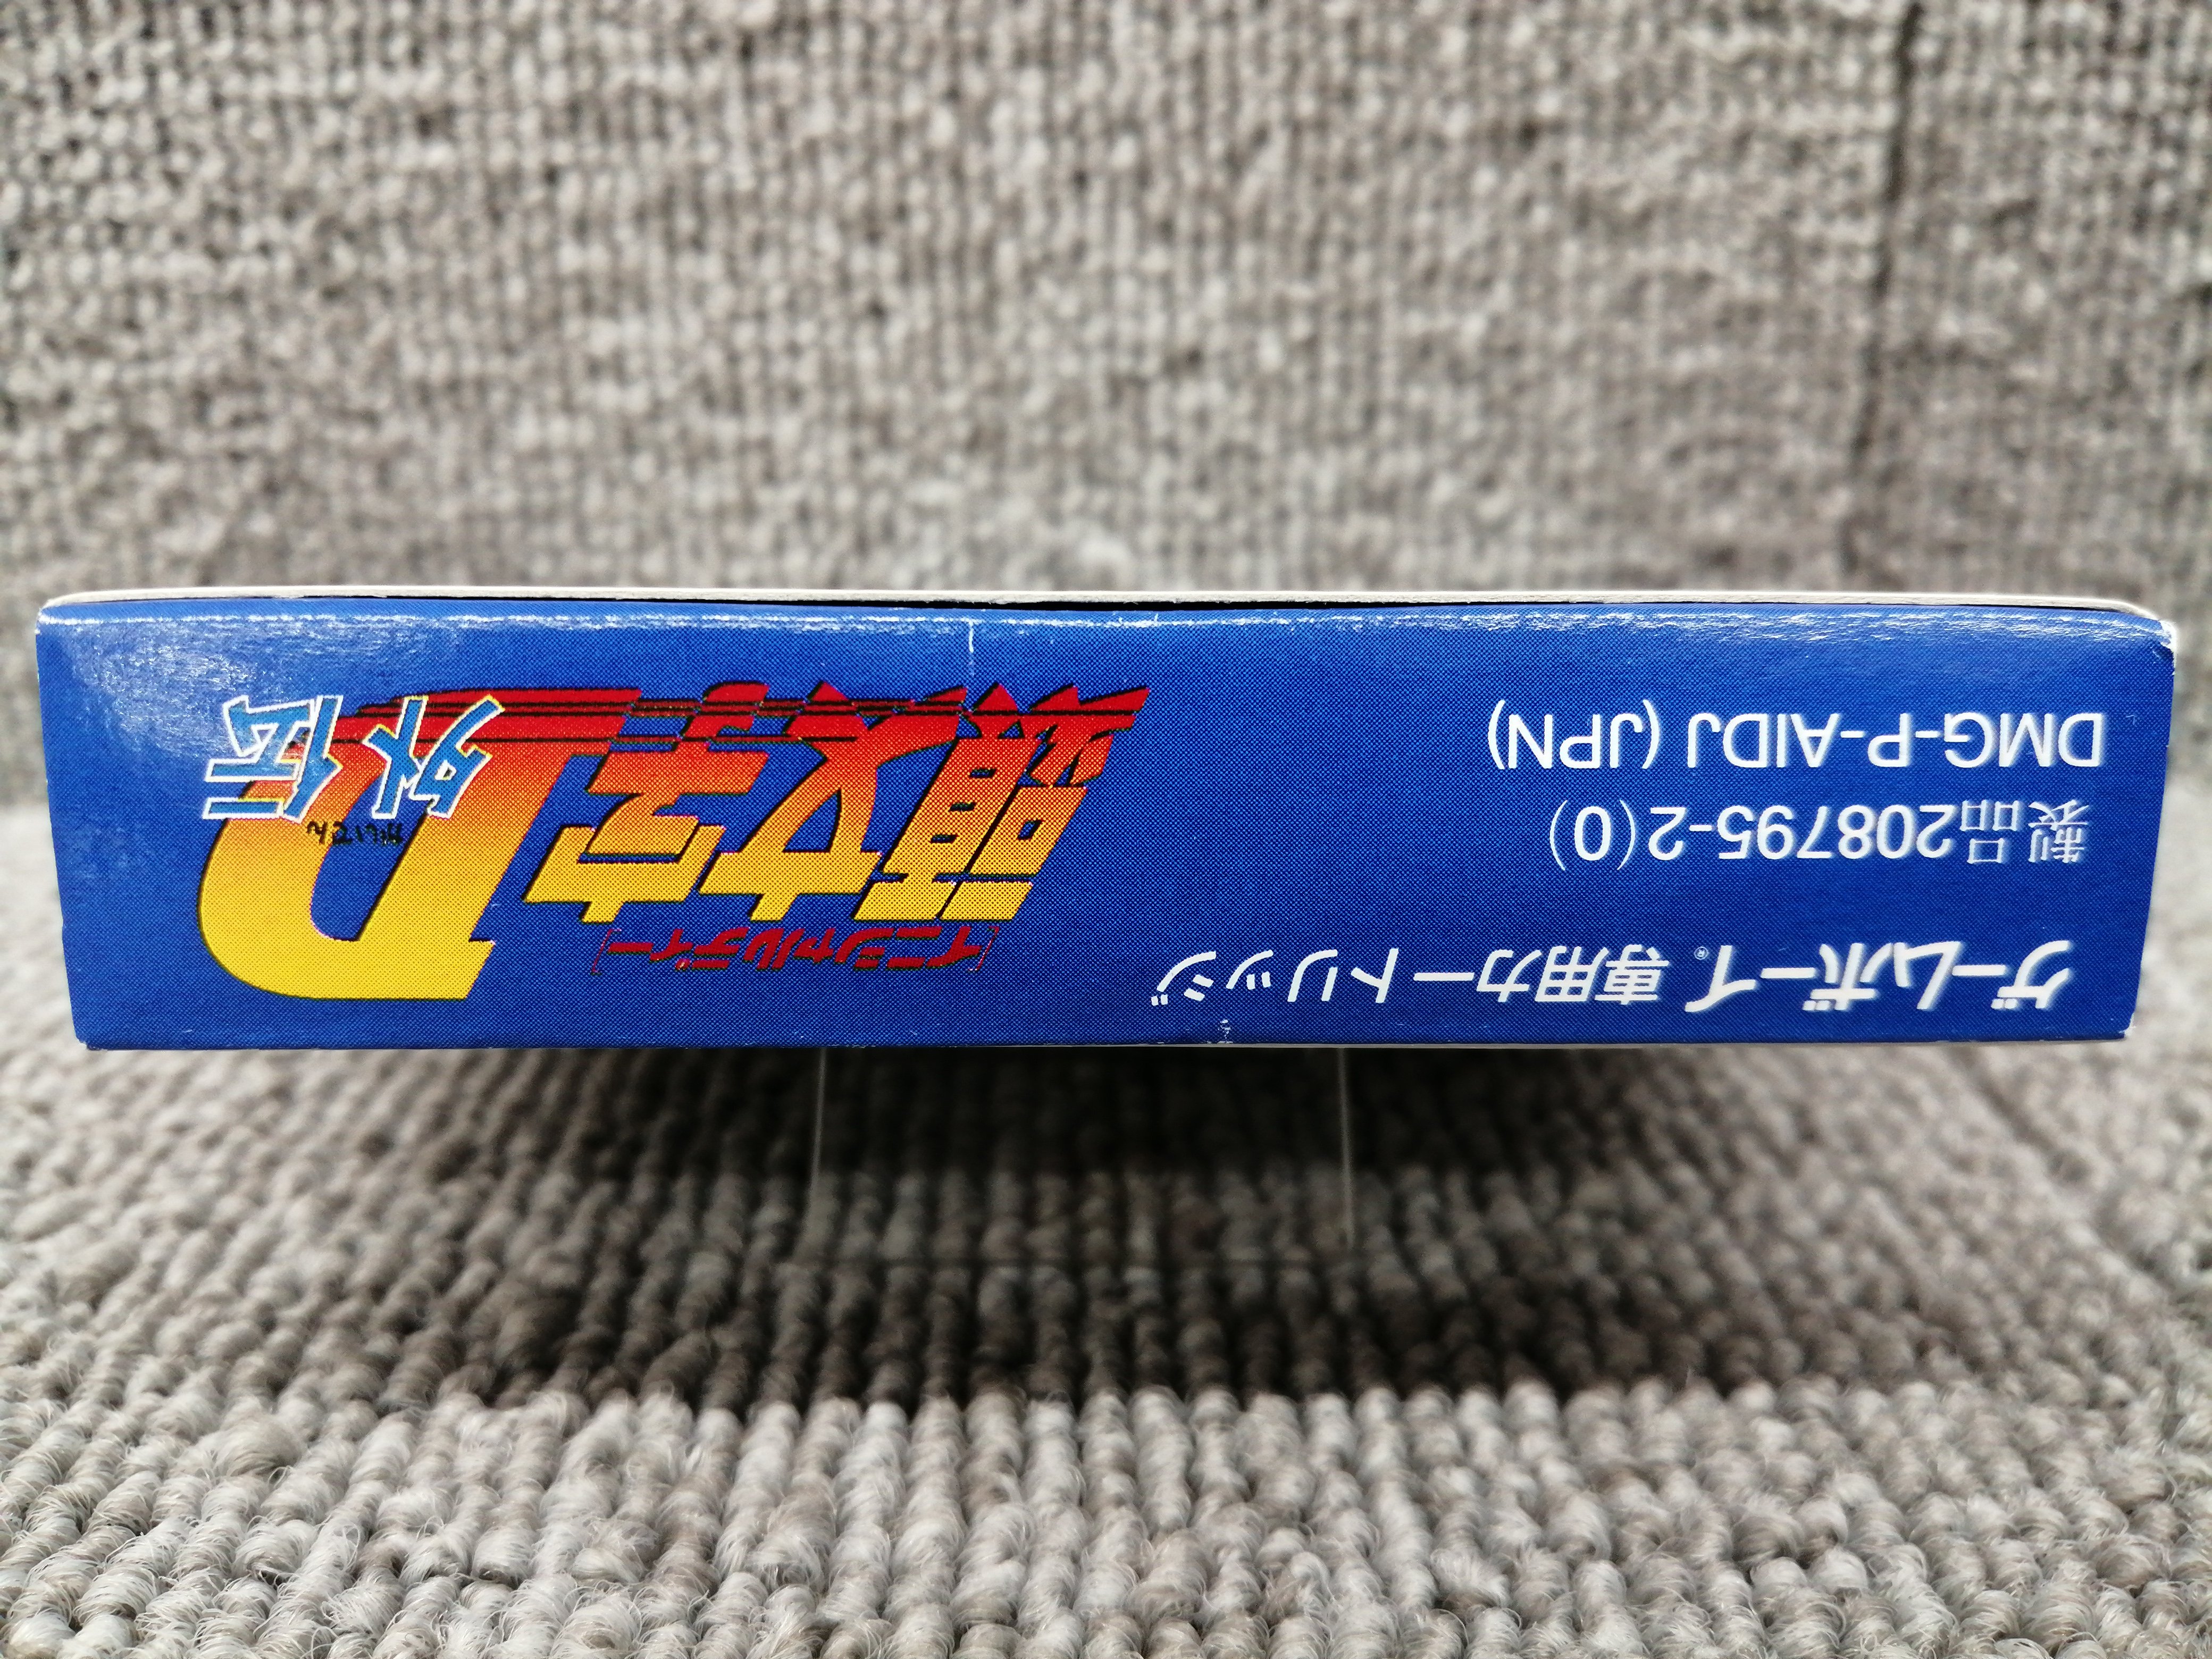 ゲームボーイ®専用カートリッジ
製品208795-2(0)
DMG-P-AIDJ (JPN)
[イニシャルディー]
頭文字D
がいでん
外伝